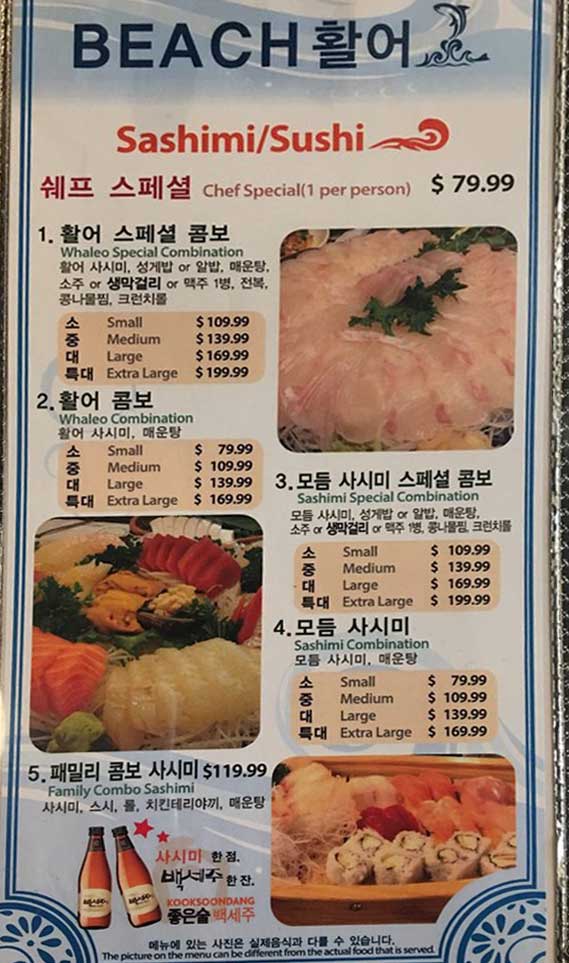 BEACH 활어
Sashimi/Sushi
쉐프 스페셜 Chef Special(1 per person) $ 79.99
1. 활어 스페셜 콤보
Whaleo Special Combination
활어 사시미, 성게밥 or 알밥, 매운탕,
소주 or 생막걸리 or 맥주 1병, 전복,
콩나물찜, 크런치롤
소 Small $ 109.99
중 Medium $ 139.99
대 Large $ 169.99
특대 Extra Large $ 199.99
2. 활어 콤보
Whaleo Combination
활어 사시미, 매운탕
소 Small $ 79.99
중 Medium $ 109.99
대 Large $ 139.99
특대 Extra Large $ 169.99
3. 모듬 사시미 스페셜 콤보
Sashimi Special Combination
모듬 사시미, 성게밥 or 알밥, 매운탕,
소주 or 생막걸리 or 맥주 1병, 콩나물찜, 크런치롤
소 Small $ 109.99
중 Medium $ 139.99
대 Large $ 169.99
특대 Extra Large $ 199.99
4. 모듬 사시미
Sashimi Combination
모듬 사시미, 매운탕
소 Small $ 79.99
중 Medium $ 109.99
대 Large $ 139.99
특대 Extra Large $ 169.99
5. 패밀리 콤보 사시미 $119.99
Family Combo Sashimi
사시미, 스시, 롤, 치킨테리야끼, 매운탕
사시미 한 점.
백세주 한 잔.
KOOKSOONDANG
좋은술 백세주
백세주
백세주
메뉴에 있는 사진은 실제음식과 다를 수 있습니다.
The picture on the menu can be different from the actual food that is served.